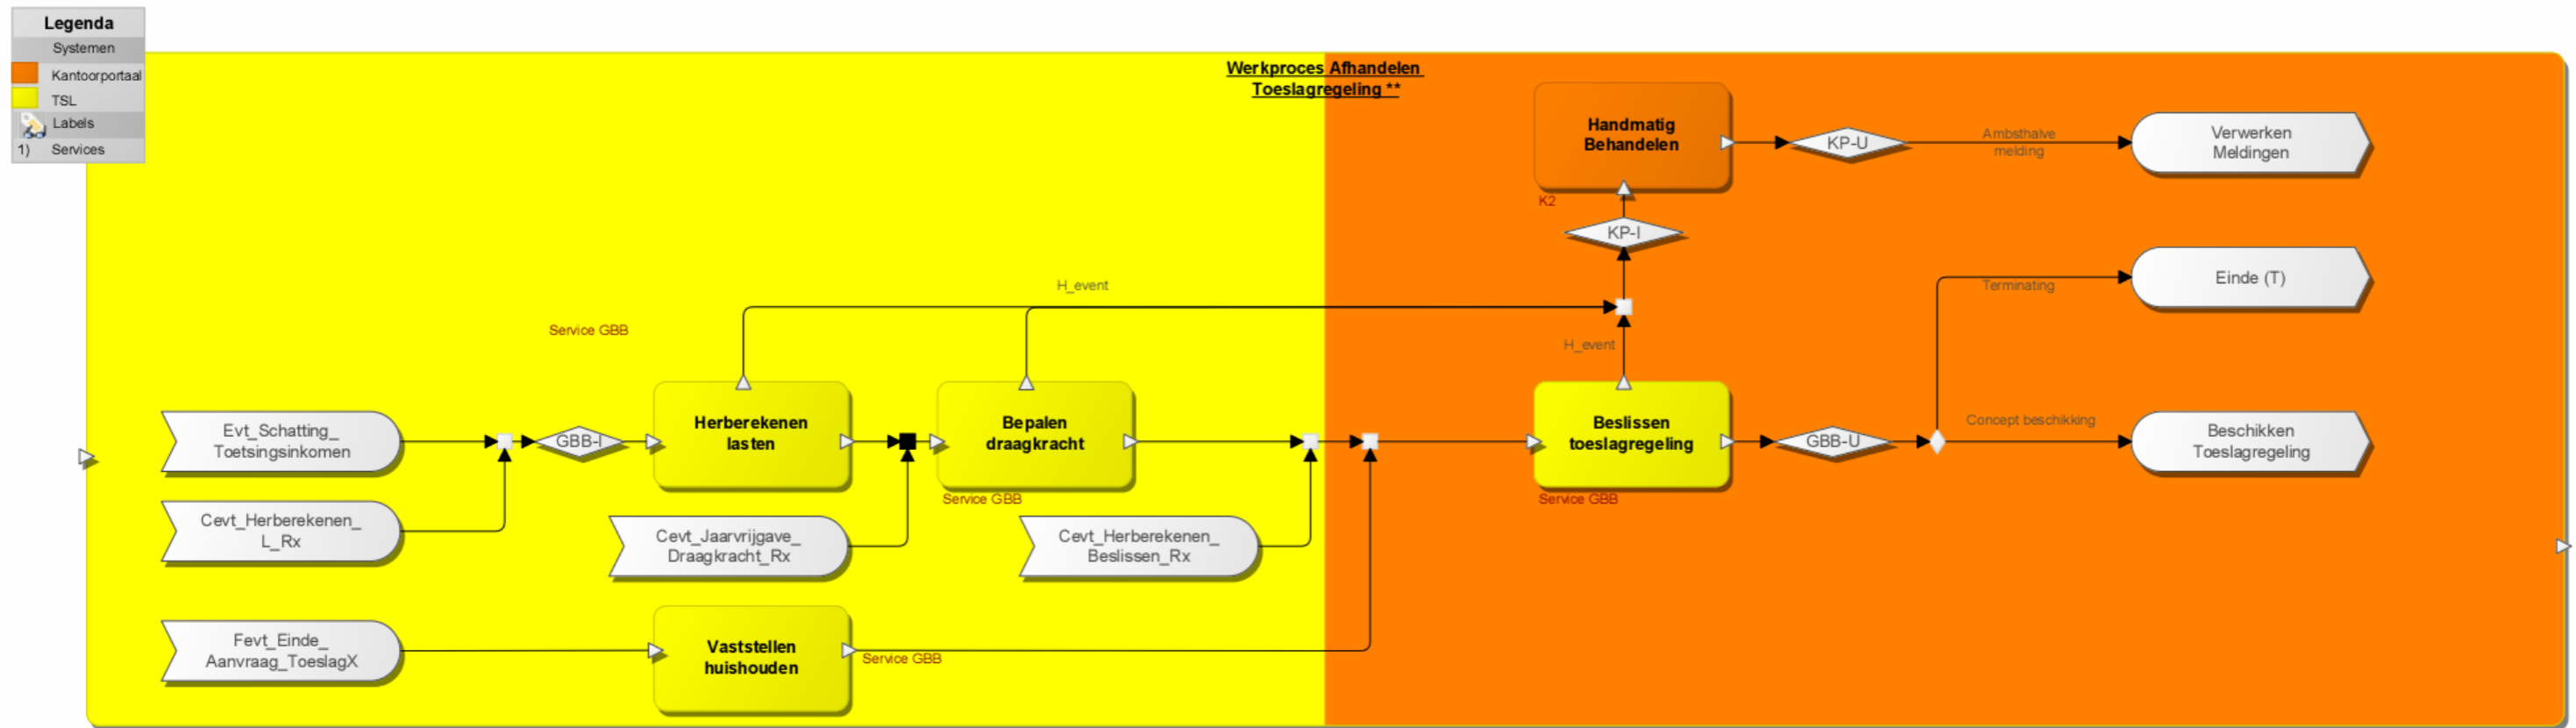 Legenda
Systemen
Kantoorportaal
TSL
Labels
1) Services
Werkproces Afhandelen
Toeslagregeling **
Handmatig
Behandelen
K2
KP-U
Ambsthalve
melding
Verwerken
Meldingen
KP-I
H_event
H_event
Terminating
Einde (T)
Service GBB
Evt_Schatting_
Toetsingsinkomen
GBB-I
Herberekenen
lasten
Bepalen
draagkracht
Service GBB
Beslissen
toeslagregeling
Service GBB
GBB-U
Concept beschikking
Beschikken
Toeslagregeling
Cevt_Herberekenen_
L_Rx
Cevt_Jaarvrijgave_
Draagkracht_Rx
Cevt_Herberekenen_
Beslissen_Rx
Fevt_Einde_
Aanvraag_ToeslagX
Vaststellen
huishouden
Service GBB